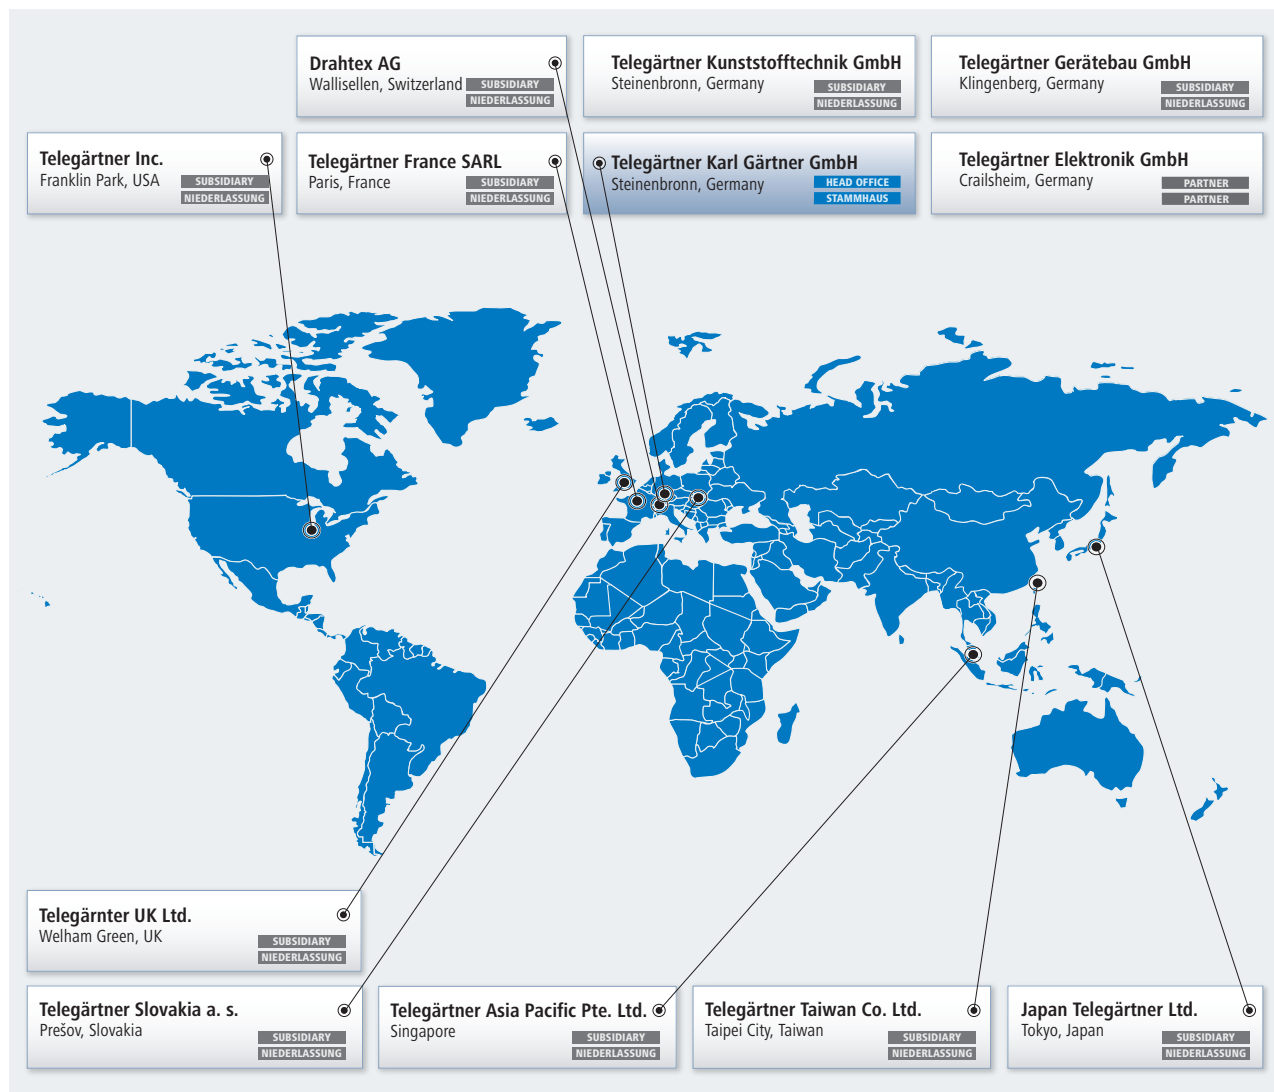 Drahtex AG
Wallisellen, Switzerland
SUBSIDIARY
NIEDERLASSUNG
Telegärtner Kunststofftechnik GmbH
Steinenbronn, Germany
SUBSIDIARY
NIEDERLASSUNG
Telegärtner Gerätebau GmbH
Klingenberg, Germany
SUBSIDIARY
NIEDERLASSUNG
Telegärtner Inc.
Franklin Park, USA
SUBSIDIARY
NIEDERLASSUNG
Telegärtner France SARL
Paris, France
SUBSIDIARY
NIEDERLASSUNG
Telegärtner Karl Gärtner GmbH
Steinenbronn, Germany
HEAD OFFICE
STAMMHAUS
Telegärtner Elektronik GmbH
Crailsheim, Germany
PARTNER
PARTNER
Telegärnter UK Ltd.
Welham Green, UK
SUBSIDIARY
NIEDERLASSUNG
Telegärtner Slovakia a. s.
Prešov, Slovakia
SUBSIDIARY
NIEDERLASSUNG
Telegärtner Asia Pacific Pte. Ltd.
Singapore
SUBSIDIARY
NIEDERLASSUNG
Telegärtner Taiwan Co. Ltd.
Taipei City, Taiwan
SUBSIDIARY
NIEDERLASSUNG
Japan Telegärtner Ltd.
Tokyo, Japan
SUBSIDIARY
NIEDERLASSUNG